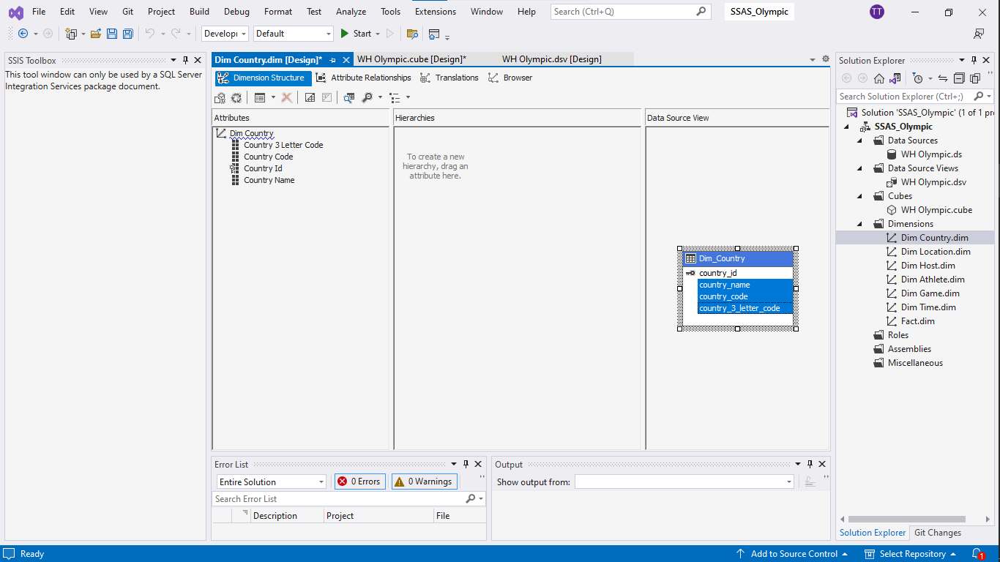 File Edit View Git Project Build Debug Format Test Analyze Tools Extensions Window Help Search (Ctrl+Q) SSAS_Olympic TT
Developı Default Start
SSIS Toolbox
This tool window can only be used by a SQL Server
Integration Services package document.
Dim Country.dim [Design]* WH Olympic.cube [Design]* WH Olympic.dsv [Design]
Dimension Structure Attribute Relationships Translations Browser
Attributes
Dim Country
Country 3 Letter Code
Country Code
Country Id
Country Name
Hierarchies
To create a new
hierarchy, drag an
attribute here.
Data Source View
Dim_Country
country_id
country_name
country_code
country_3_letter_code
Error List
Entire Solution 0 Errors 0 Warnings
Search Error List
Description Project File
Output
Show output from:
Solution Explorer
Search Solution Explorer (Ctrl+;)
Solution 'SSAS_Olympic' (1 of 1 pr
SSAS_Olympic
Data Sources
WH Olympic.ds
Data Source Views
WH Olympic.dsv
Cubes
WH Olympic.cube
Dimensions
Dim Country.dim
Dim Location.dim
Dim Host.dim
Dim Athlete.dim
Dim Game.dim
Dim Time.dim
Fact.dim
Roles
Assemblies
Miscellaneous
Solution Explorer Git Changes
Ready Add to Source Control Select Repository 1